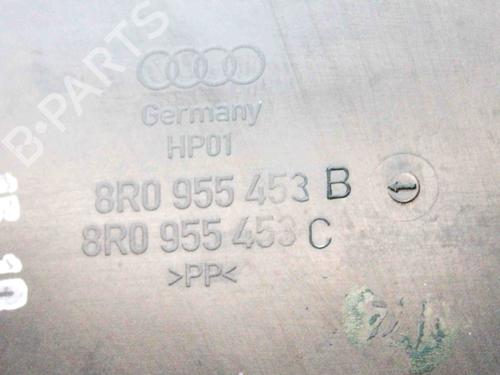 B-PARTS
Germany
HP01
8R0 955 453 B
8R0 955 453 C
>PP<